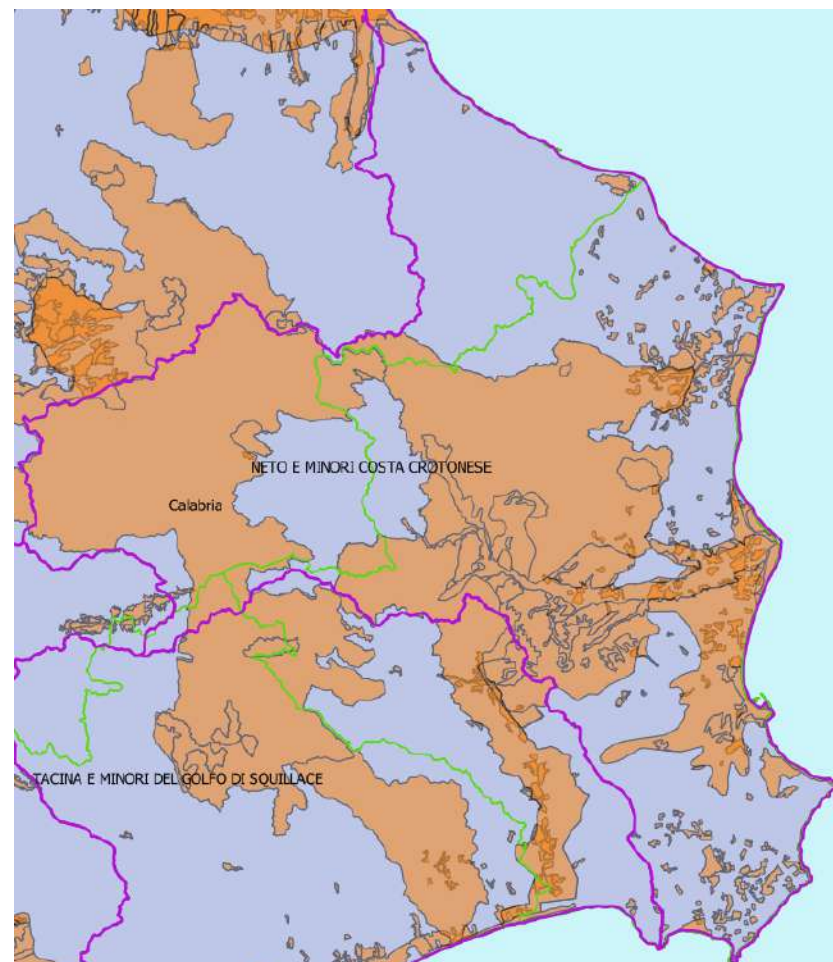 NETO E MINORI COSTA CROTONESE
Calabria
TACINA E MINORI DEL GOLFO DI SQUILLACE